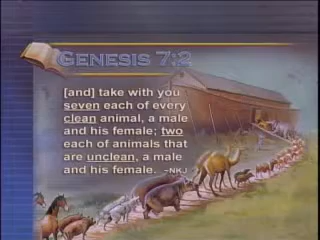 GENESIS 7:2
[and] take with you
seven each of every
clean animal, a male
and his female; two
each of animals that
are unclean, a male
and his female. ~NKJ